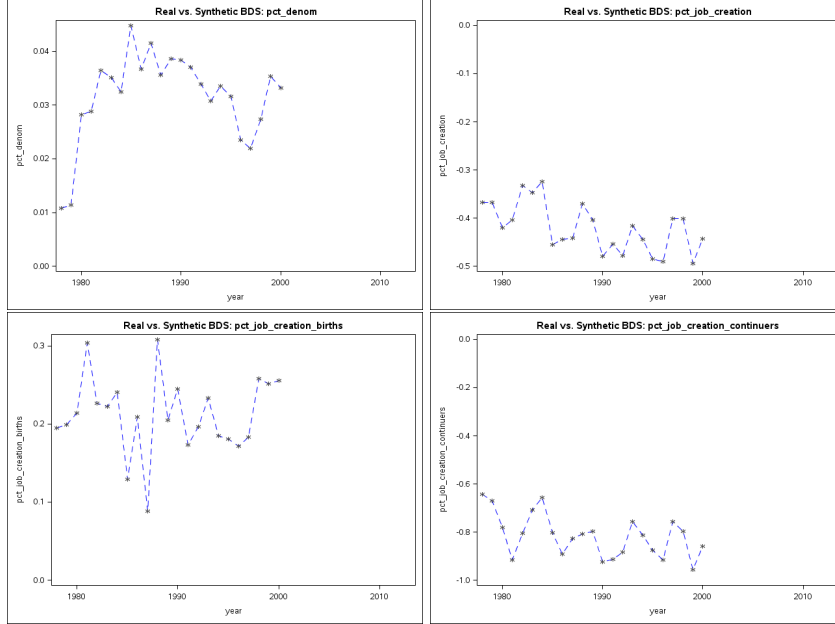 Real vs. Synthetic BDS: pct_denom
0.04
0.03
0.02
0.01
0.00
pct_denom
1980 1990 2000 2010
year
Real vs. Synthetic BDS: pct_job_creation
0.0
-0.1
-0.2
-0.3
-0.4
-0.5
pct_job_creation
1980 1990 2000 2010
year
Real vs. Synthetic BDS: pct_job_creation_births
0.3
0.2
0.1
0.0
pct_job_creation_births
1980 1990 2000 2010
year
Real vs. Synthetic BDS: pct_job_creation_continuers
0.0
-0.2
-0.4
-0.6
-0.8
-1.0
pct_job_creation_continuers
1980 1990 2000 2010
year